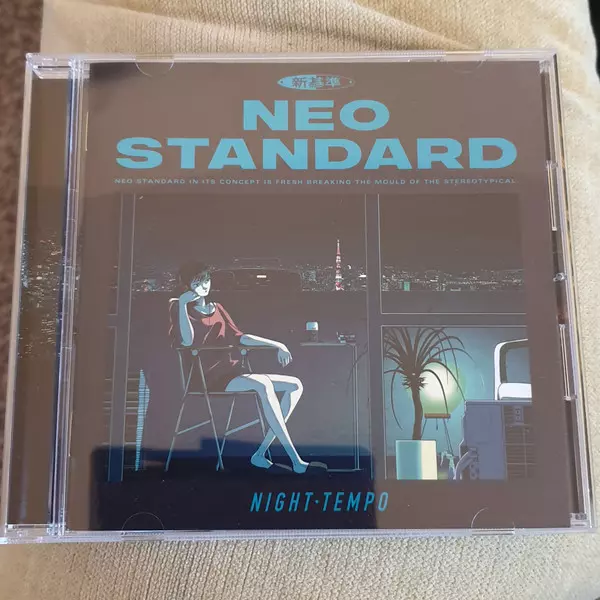 新基準
NEO
STANDARD
NEO STANDARD IN ITS CONCEPT IS FRESH BREAKING THE MOULD OF THE STEREOTYPICAL
NIGHT·TEMPO